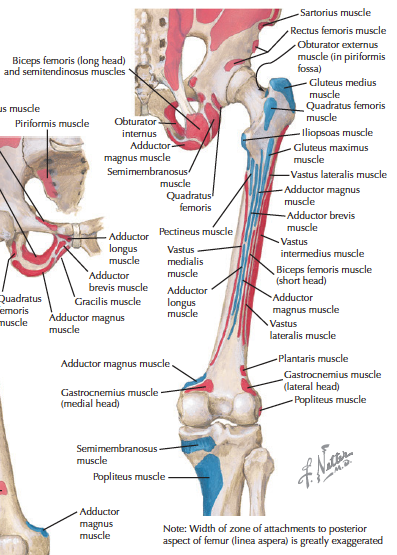 Sartorius muscle
Rectus femoris muscle
Obturator externus
muscle (in piriformis
fossa)
Gluteus medius
muscle
Quadratus femoris
muscle
Iliopsoas muscle
Gluteus maximus
muscle
Vastus lateralis muscle
Adductor magnus
muscle
Adductor brevis
muscle
Vastus
intermedius muscle
Biceps femoris muscle
(short head)
Adductor
magnus muscle
Vastus
lateralis muscle
Plantaris muscle
Gastrocnemius muscle
(lateral head)
Popliteus muscle
Biceps femoris (long head)
and semitendinosus muscles
us muscle
Piriformis muscle
Obturator
internus
Adductor
magnus muscle
Semimembranosus
muscle
Quadratus
femoris
Pectineus muscle
Vastus
medialis
muscle
Adductor
longus
muscle
Adductor
longus
muscle
Adductor
brevis muscle
Gracilis muscle
Quadratus
emoris
muscle
Adductor magnus
muscle
Adductor magnus muscle
Gastrocnemius muscle
(medial head)
Semimembranosus
muscle
Popliteus muscle
Adductor
magnus
muscle
F. Netter
M.D.
Note: Width of zone of attachments to posterior
aspect of femur (linea aspera) is greatly exaggerated